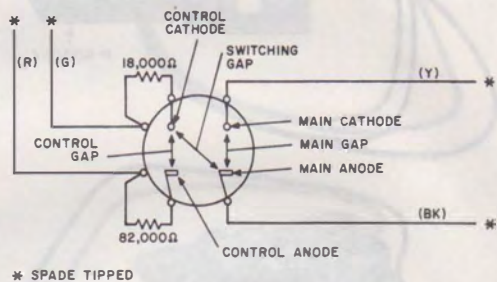 * *
CONTROL
CATHODE
SWITCHING
GAP
(R) (G)
18,000Ω
(Y)
*
CONTROL
GAP
MAIN CATHODE
MAIN GAP
MAIN ANODE
(BK)
*
82,000Ω
CONTROL ANODE
* SPADE TIPPED